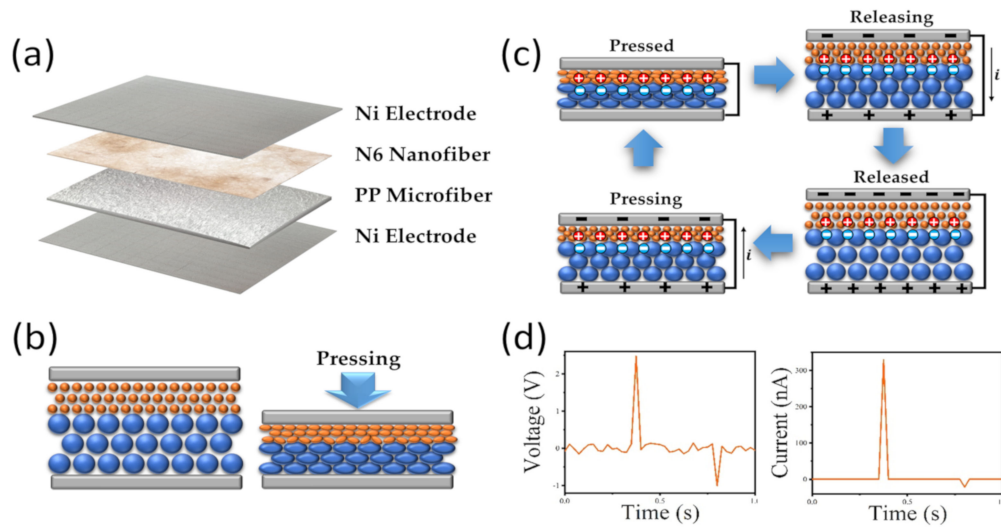 (a)
Ni Electrode
N6 Nanofiber
PP Microfiber
Ni Electrode
(b)
Pressing
(c)
Pressed
Releasing
i
Pressing
Released
i
(d)
Voltage (V)
2
1
0
-1
0.0
0.5
1.0
Time (s)
Current (nA)
300
200
100
0
0.0
0.5
1.0
Time (s)